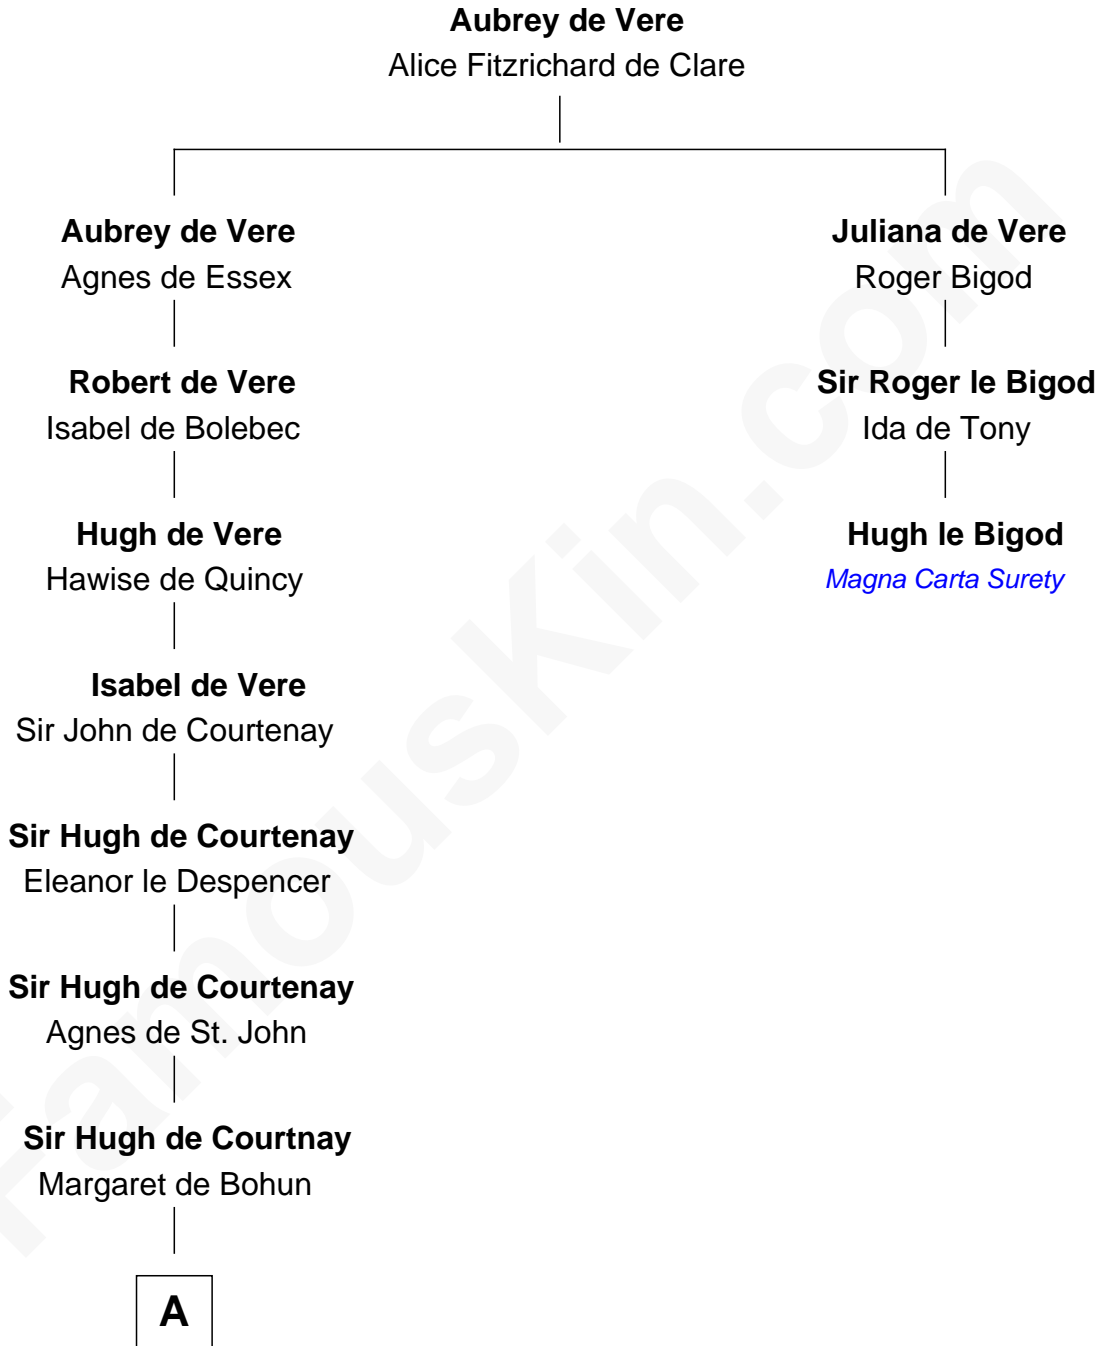 Aubrey de Vere
Alice Fitzrichard de Clare
Aubrey de Vere
Agnes de Essex
Robert de Vere
Isabel de Bolebec
Hugh de Vere
Hawise de Quincy
Isabel de Vere
Sir John de Courtenay
Sir Hugh de Courtenay
Eleanor le Despencer
Sir Hugh de Courtenay
Agnes de St. John
Sir Hugh de Courtnay
Margaret de Bohun
A
Juliana de Vere
Roger Bigod
Sir Roger le Bigod
Ida de Tony
Hugh le Bigod
Magna Carta Surety
FamousKin.com